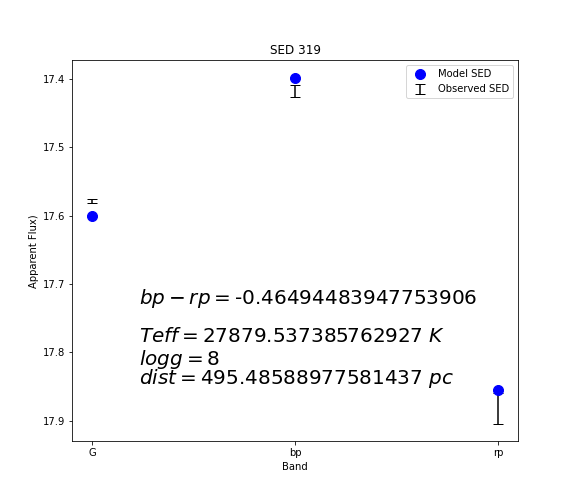 SED 319
Model SED
Observed SED
17.4
17.5
17.6
17.7
17.8
17.9
Apparent Flux)
bp − rp = -0.46494483947753906
Teff = 27879.537385762927 K
logg = 8
dist = 495.48588977581437 pc
G
bp
rp
Band